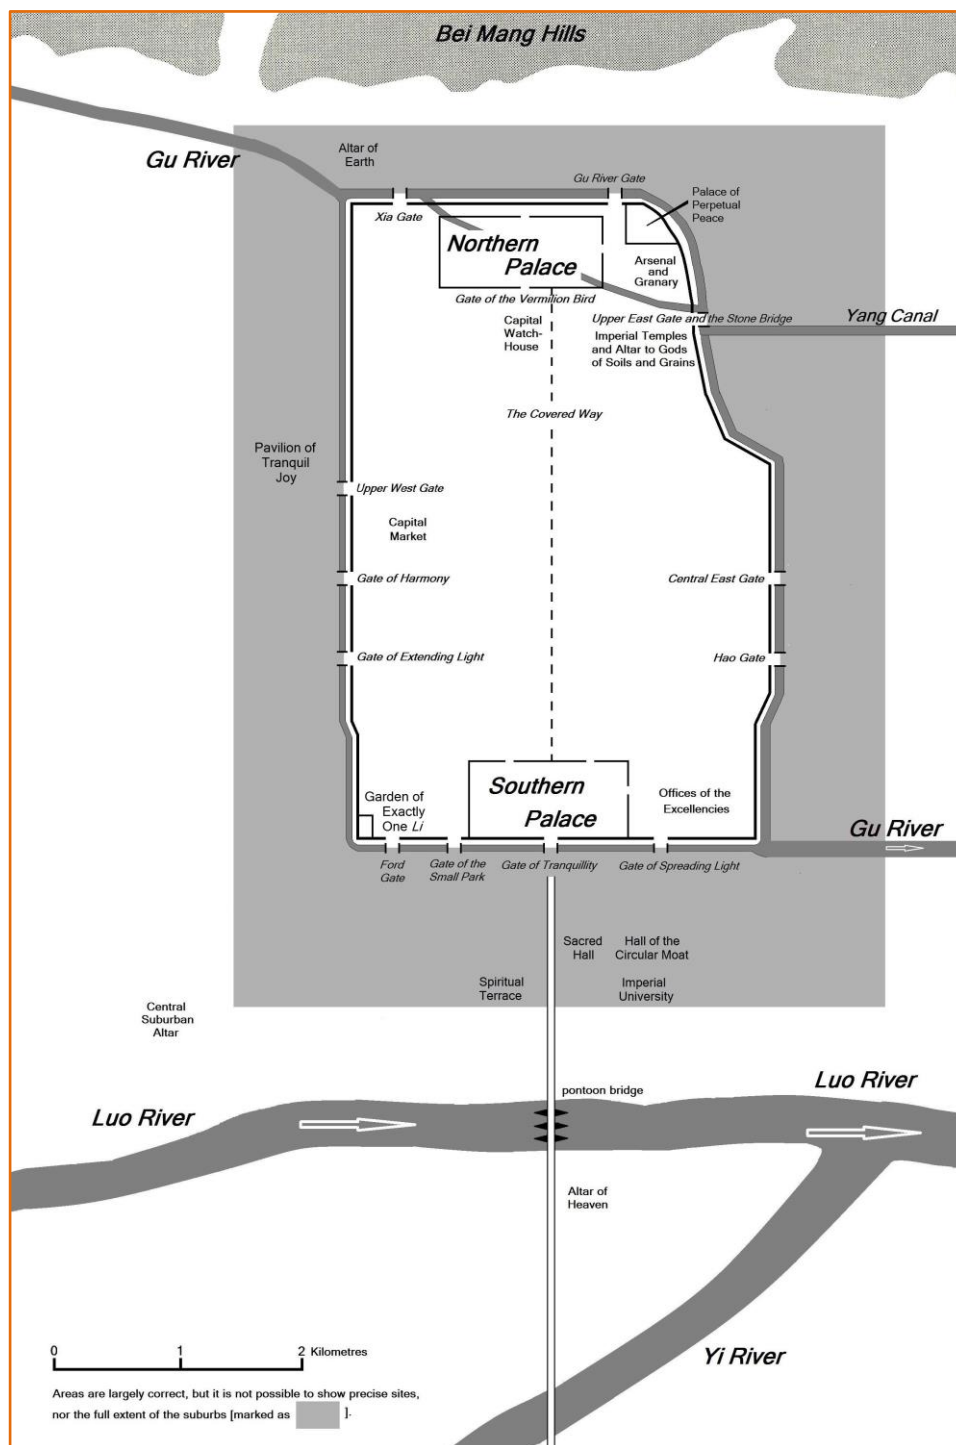 Bei Mang Hills
Gu River
Altar of
Earth
Gu River Gate
Palace of
Perpetual
Peace
Xia Gate
Northern
Palace
Arsenal
and
Granary
Gate of the Vermilion Bird
Capital
Watch-
House
Upper East Gate and the Stone Bridge
Yang Canal
Imperial Temples
and Altar to Gods
of Soils and Grains
The Covered Way
Pavilion of
Tranquil
Joy
Upper West Gate
Capital
Market
Gate of Harmony
Central East Gate
Gate of Extending Light
Hao Gate
Southern
Palace
Garden of
Exactly
One Li
Offices of the
Excellencies
Gu River
Ford
Gate
Gate of the
Small Park
Gate of Tranquillity
Gate of Spreading Light
Sacred
Hall
Hall of the
Circular Moat
Spiritual
Terrace
Imperial
University
Central
Suburban
Altar
pontoon bridge
Luo River
Luo River
Altar of
Heaven
Yi River
0 1 2 Kilometres
Areas are largely correct, but it is not possible to show precise sites,
nor the full extent of the suburbs [marked as ].